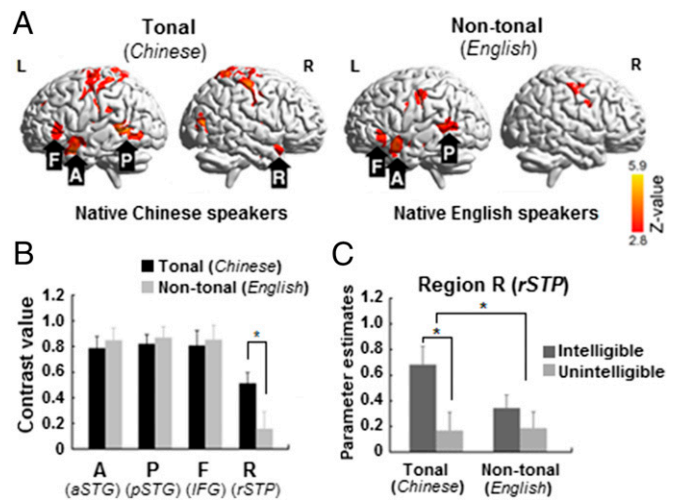 A
Tonal
(Chinese)
Non-tonal
(English)
L
R
L
R
F
A
P
R
F
A
P
5.9
Z-value
2.8
Native Chinese speakers
Native English speakers
B
Tonal (Chinese)
Non-tonal (English)
Contrast value
1.2
1.0
0.8
0.6
0.4
0.2
0
*
A
P
F
R
(aSTG)
(pSTG)
(IFG)
(rSTP)
C
Region R (rSTP)
Parameter estimates
1.2
1.0
0.8
0.6
0.4
0.2
0
*
*
Intelligible
Unintelligible
Tonal
(Chinese)
Non-tonal
(English)